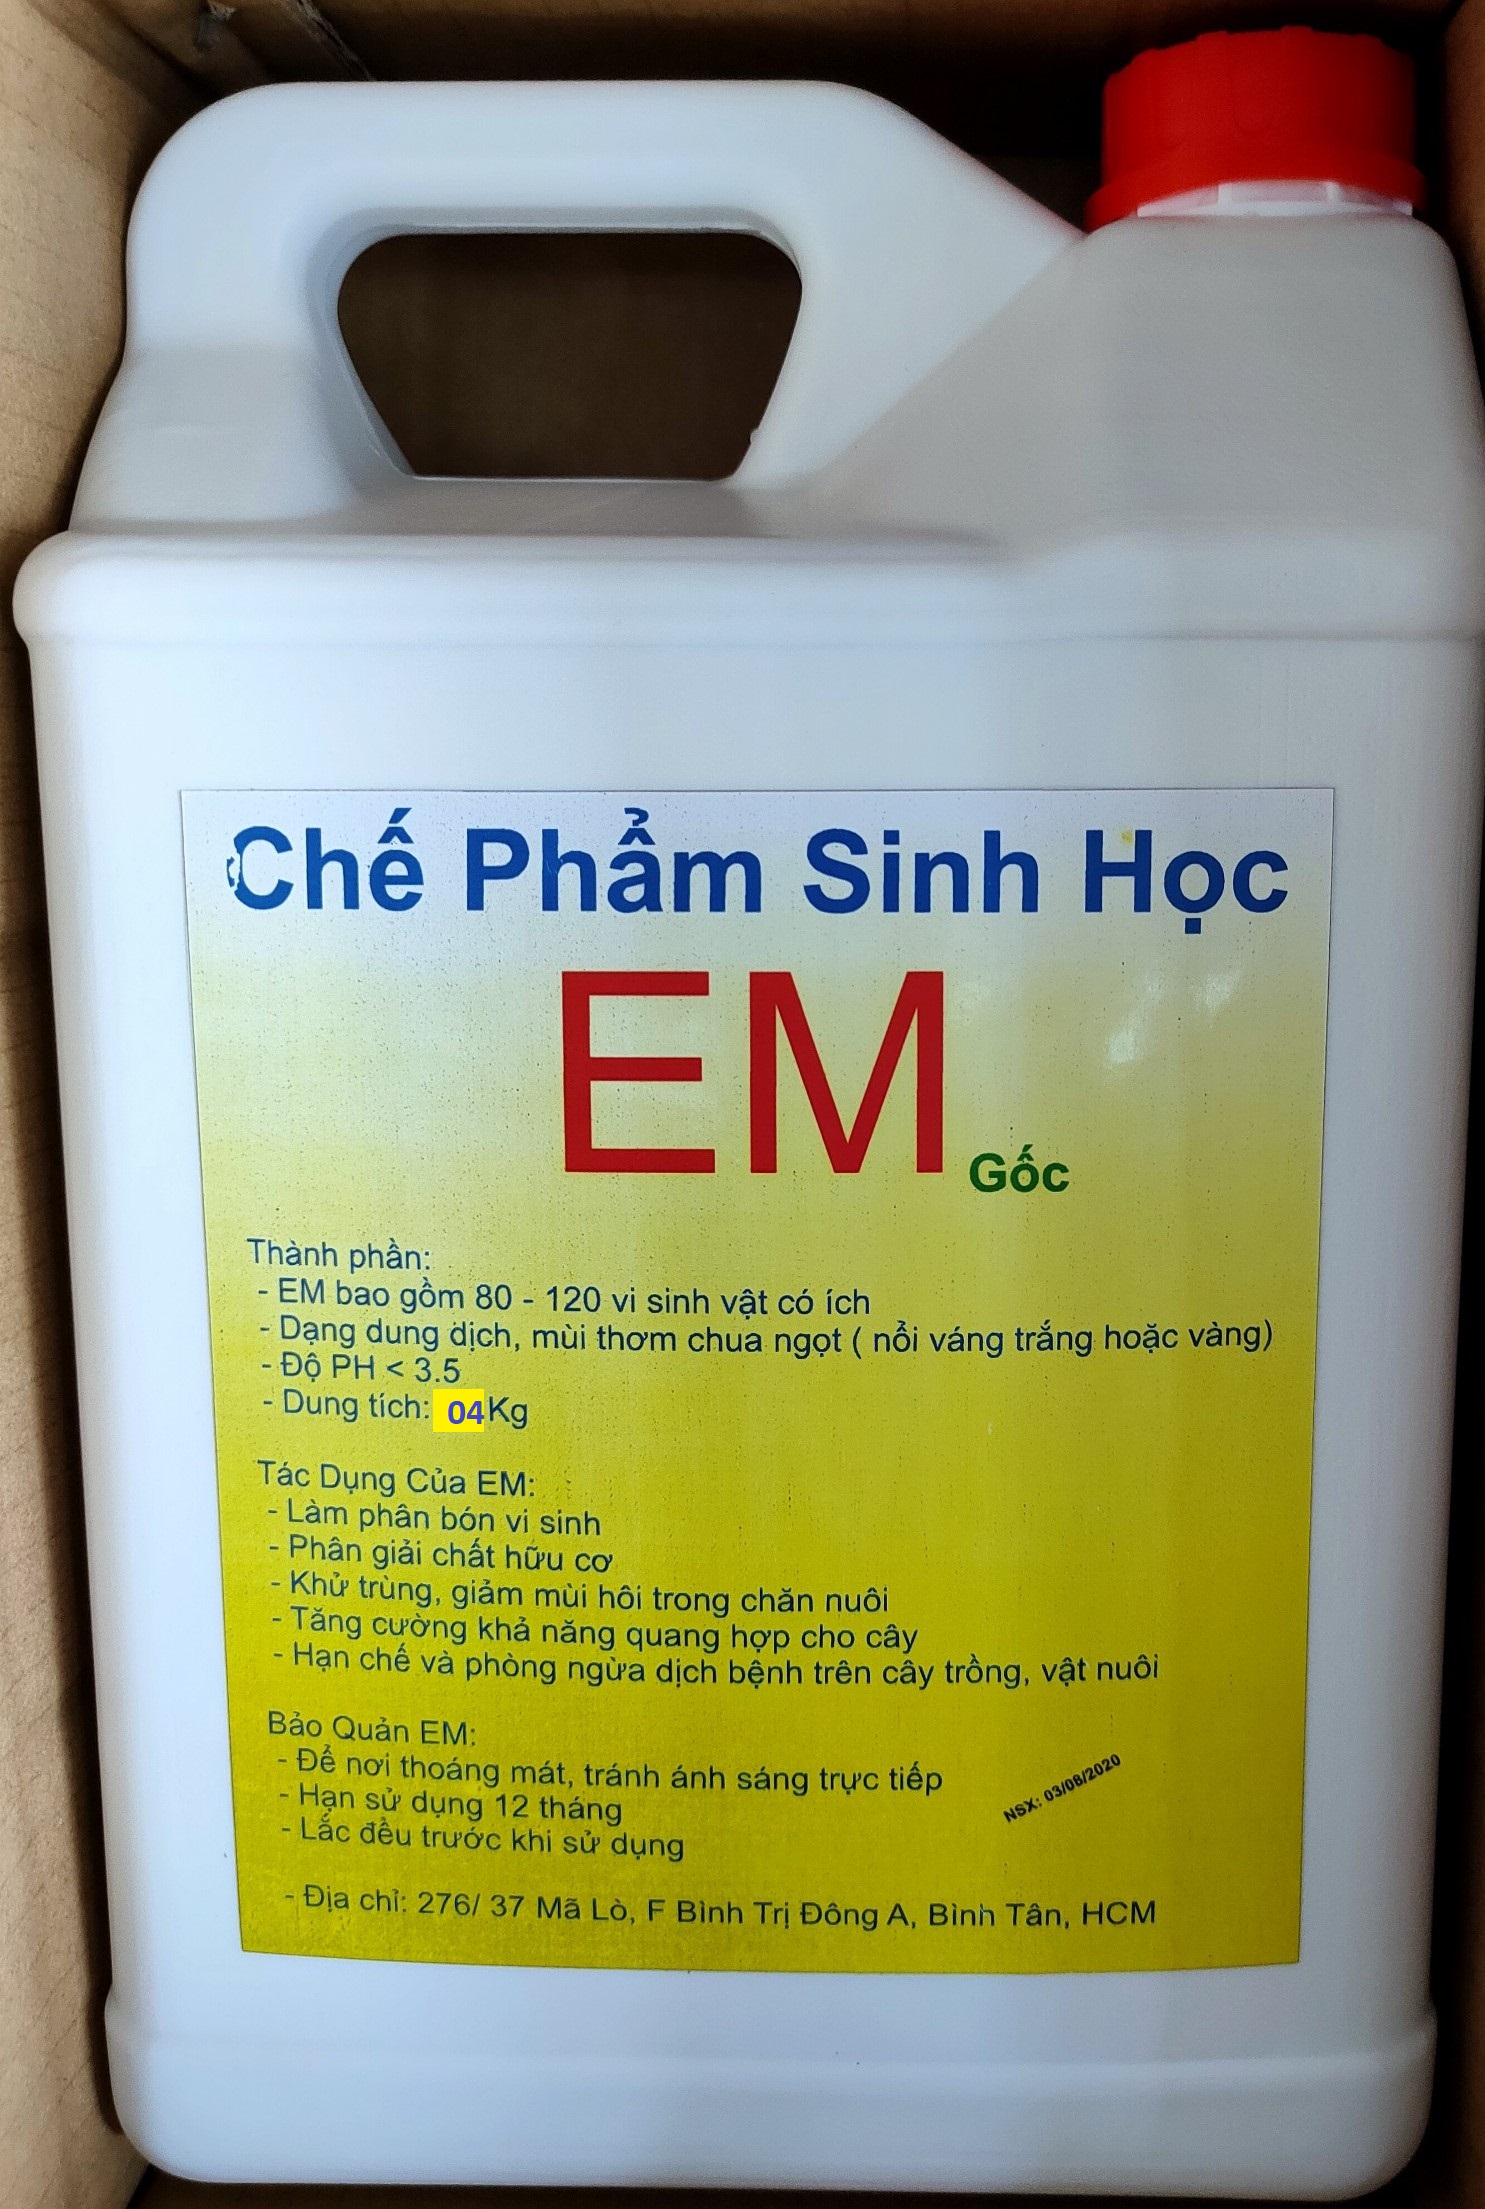 Chế Phẩm Sinh Học
EM Gốc
Thành phần:
- EM bao gồm 80 - 120 vi sinh vật có ích
- Dạng dung dịch, mùi thơm chua ngọt ( nổi váng trắng hoặc vàng)
- Độ PH < 3.5
- Dung tích: 04Kg
Tác Dụng Của EM:
- Làm phân bón vi sinh
- Phân giải chất hữu cơ
- Khử trùng, giảm mùi hôi trong chăn nuôi
- Tăng cường khả năng quang hợp cho cây
- Hạn chế và phòng ngừa dịch bệnh trên cây trồng, vật nuôi
Bảo Quản EM:
- Để nơi thoáng mát, tránh ánh sáng trực tiếp
- Hạn sử dụng 12 tháng
- Lắc đều trước khi sử dụng
NSX: 03/08/2020
- Địa chỉ: 276/ 37 Mã Lò, F Bình Trị Đông A, Bình Tân, HCM